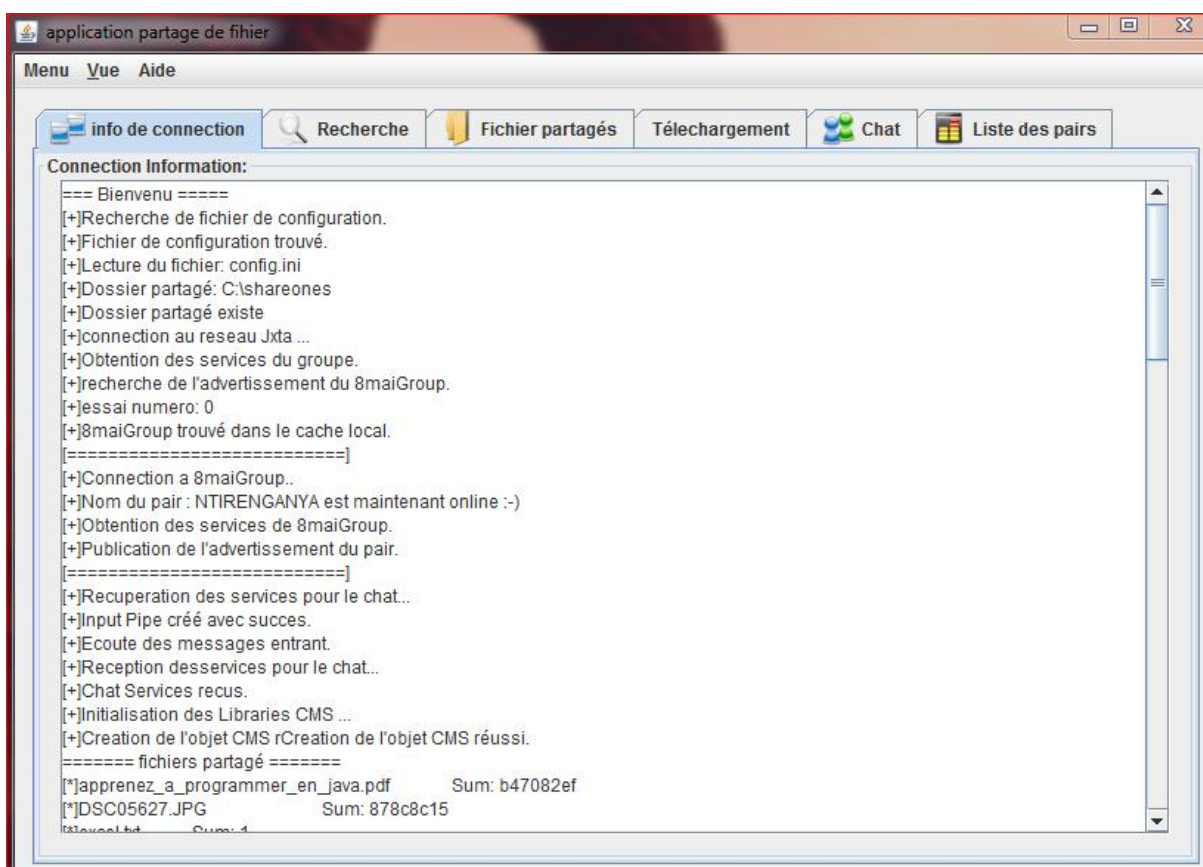 application partage de fihier
Menu Vue Aide
info de connection Recherche Fichier partagés Télechargement Chat Liste des pairs
Connection Information:
=== Bienvenu =====
[+]Recherche de fichier de configuration.
[+]Fichier de configuration trouvé.
[+]Lecture du fichier: config.ini
[+]Dossier partagé: C:\shareones
[+]Dossier partagé existe
[+]connection au reseau Jxta ...
[+]Obtention des services du groupe.
[+]recherche de l'advertissement du 8maiGroup.
[+]essai numero: 0
[+]8maiGroup trouvé dans le cache local.
[===========================]
[+]Connection a 8maiGroup..
[+]Nom du pair : NTIRENGANYA est maintenant online :-)
[+]Obtention des services de 8maiGroup.
[+]Publication de l'advertissement du pair.
[===========================]
[+]Recuperation des services pour le chat...
[+]Input Pipe créé avec succes.
[+]Ecoute des messages entrant.
[+]Reception desservices pour le chat...
[+]Chat Services recus.
[+]Initialisation des Libraries CMS ...
[+]Creation de l'objet CMS rCreation de l'objet CMS réussi.
======= fichiers partagé =======
[*]apprenez_a_programmer_en_java.pdf Sum: b47082ef
[*]DSC05627.JPG Sum: 878c8c15
Sum: 1